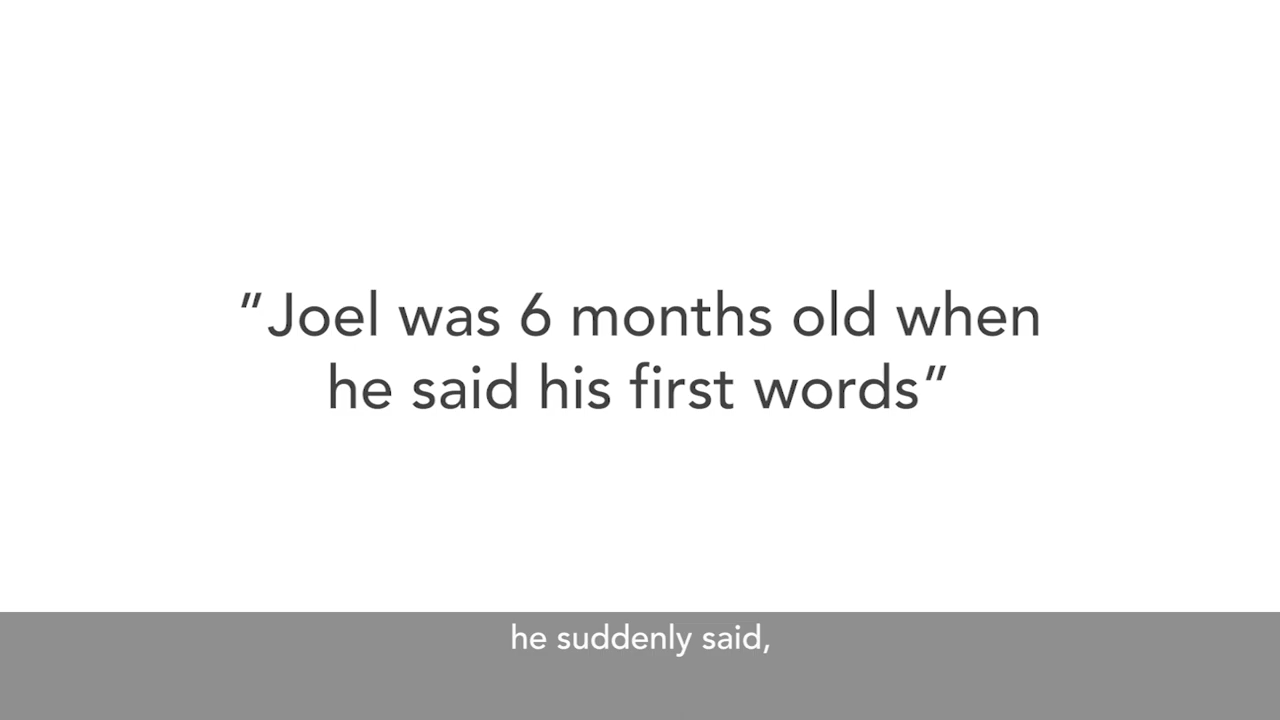 ”Joel was 6 months old when
he said his first words”
he suddenly said,